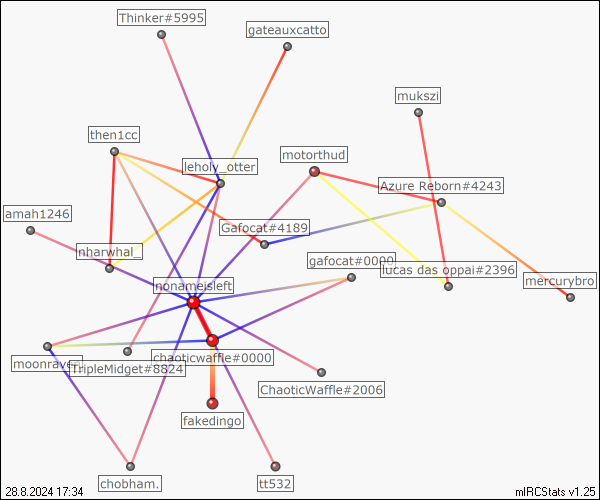 Thinker#5995
gateauxcatto
mukszi
then1cc
motorthud
leholy_otter
Azure Reborn#4243
amah1246
Gafocat#4189
nharwhal_
gafocat#0000
lucas das oppai#2396
mercurybro
nonameisleft
chaoticwaffle#0000
moonraven
TripleMidget#8824
ChaoticWaffle#2006
fakedingo
chobham.
tt532
28.8.2024 17:34
mIRCStats v1.25